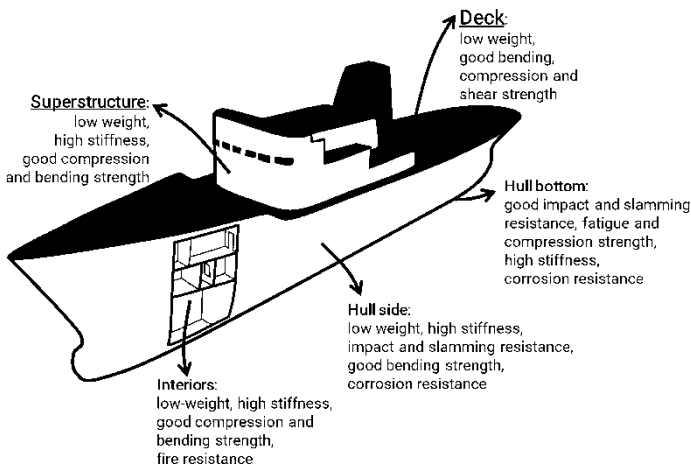 Deck:
low weight,
good bending,
compression and
shear strength
Superstructure:
low weight,
high stiffness,
good compression
and bending strength
Hull bottom:
good impact and slamming
resistance, fatigue and
compression strength,
high stiffness,
corrosion resistance
Hull side:
low weight, high stiffness,
impact and slamming resistance,
good bending strength,
corrosion resistance
Interiors:
low-weight, high stiffness,
good compression and
bending strength,
fire resistance